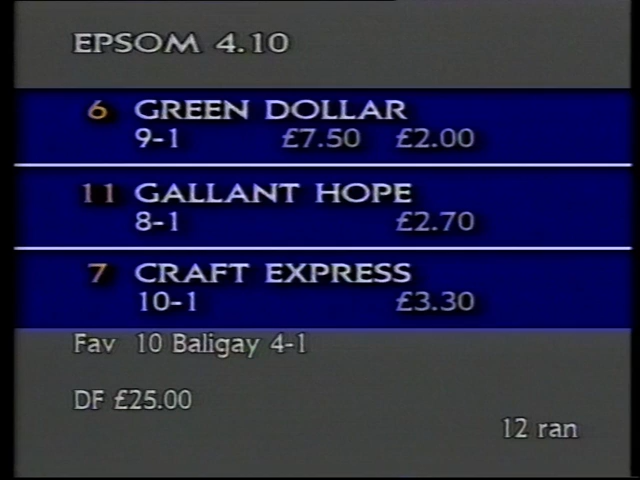 EPSOM 4.10
6 GREEN DOLLAR
9-1 £7.50 £2.00
11 GALLANT HOPE
8-1 £2.70
7 CRAFT EXPRESS
10-1 £3.30
Fav 10 Baligay 4-1
DF £25.00
12 ran